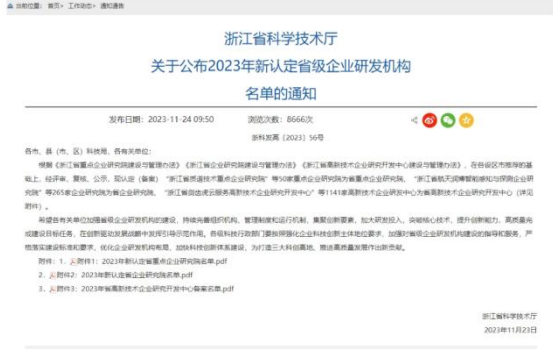 当前位置： 首页> 工作动态> 通知通告
浙江省科学技术厅
关于公布2023年新认定省级企业研发机构
名单的通知
发布日期：2023-11-24 09:50 浏览次数：8666次
浙科发高〔2023〕56号
各市、县（市、区）科技局，各有关单位：
根据《浙江省重点企业研究院建设与管理办法》《浙江省企业研究院建设与管理办法》《浙江省高新技术企业研究开发中心建设与管理办法》，在各设区市推荐的基
础上，经评审、复核、公示，现认定（备案）“浙江省质谱技术重点企业研究院”等50家重点企业研究院为省重点企业研究院，“浙江省航天润博智能感知与探测企业研
究院”等265家企业研究院为省企业研究院，“浙江省剑齿虎云服务高新技术企业研究开发中心”等1141家高新技术企业研发中心为省高新技术企业研究开发中心（详见
附件）。
希望各有关单位加强省级企业研发机构的建设，持续完善组织机构、管理制度和运行机制，集聚创新要素，加大研发投入，突破核心技术，提升创新能力，高质量完
成建设目标任务，在创新驱动发展战略中发挥引导示范作用。各级科技行政部门要按照强化企业科技创新主体地位要求，加强对省级企业研发机构建设的指导和服务，严
格落实建设标准和要求，优化企业研发机构布局，加快科技创新体系建设，为打造三大科创高地、推进高质量发展作出新贡献。
附件：1、附件1：2023年新认定省重点企业研究院名单.pdf
2、附件2：2023年新认定省企业研究院名单.pdf
3、附件3：2023年省高新技术企业研究开发中心备案名单.pdf
浙江省科学技术厅
2023年11月23日